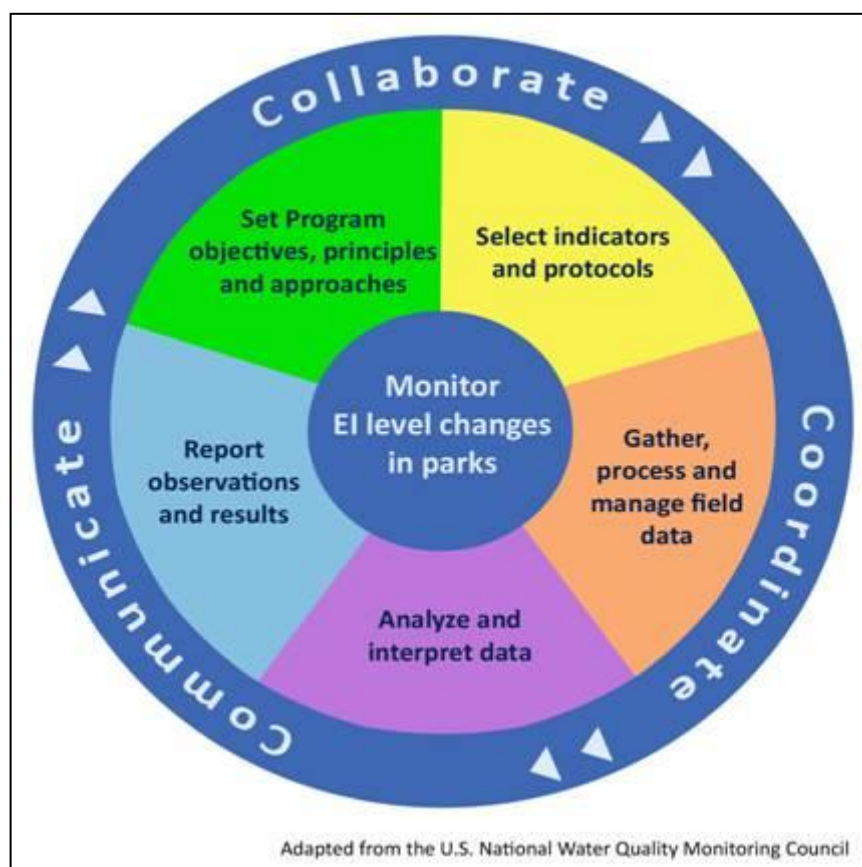 Collaborate
Coordinate
Communicate
Set Program
objectives, principles
and approaches
Select indicators
and protocols
Gather,
process and
manage field
data
Analyze and
interpret data
Report
observations
and results
Monitor
EI level changes
in parks
Adapted from the U.S. National Water Quality Monitoring Council